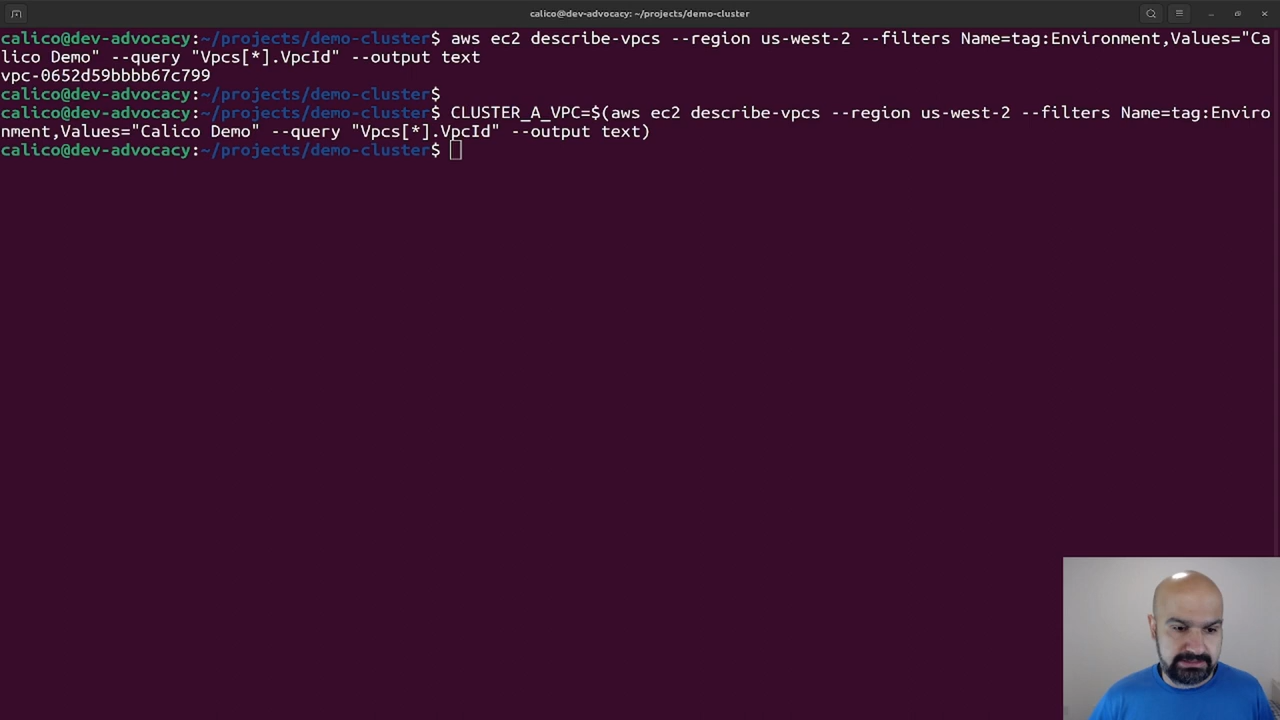 calico@dev-advocacy: ~/projects/demo-cluster
calico@dev-advocacy:~/projects/demo-cluster$ aws ec2 describe-vpcs --region us-west-2 --filters Name=tag:Environment,Values="Ca
lico Demo" --query "Vpcs[*].VpcId" --output text
vpc-0652d59bbbb67c799
calico@dev-advocacy:~/projects/demo-cluster$
calico@dev-advocacy:~/projects/demo-cluster$ CLUSTER_A_VPC=$(aws ec2 describe-vpcs --region us-west-2 --filters Name=tag:Enviro
nment,Values="Calico Demo" --query "Vpcs[*].VpcId" --output text)
calico@dev-advocacy:~/projects/demo-cluster$